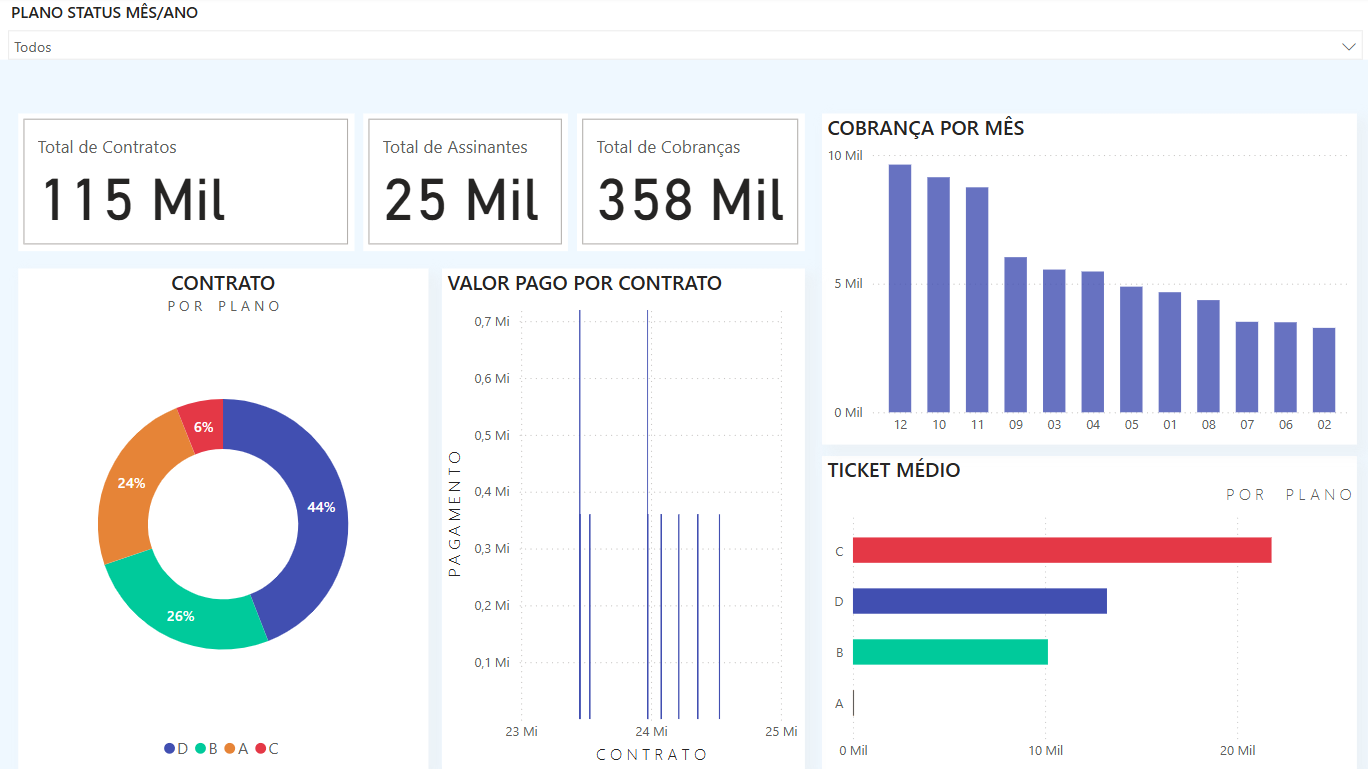 PLANO STATUS MÊS/ANO
Todos
Total de Contratos
115 Mil
Total de Assinantes
25 Mil
Total de Cobranças
358 Mil
COBRANÇA POR MÊS
10 Mil
5 Mil
0 Mil
12 10 11 09 03 04 05 01 08 07 06 02
CONTRATO
POR PLANO
6%
24%
44%
26%
D B A C
VALOR PAGO POR CONTRATO
PAGAMENTO
0,7 Mi
0,6 Mi
0,5 Mi
0,4 Mi
0,3 Mi
0,2 Mi
0,1 Mi
23 Mi 24 Mi 25 Mi
CONTRATO
TICKET MÉDIO
POR PLANO
C
D
B
A
0 Mil 10 Mil 20 Mil